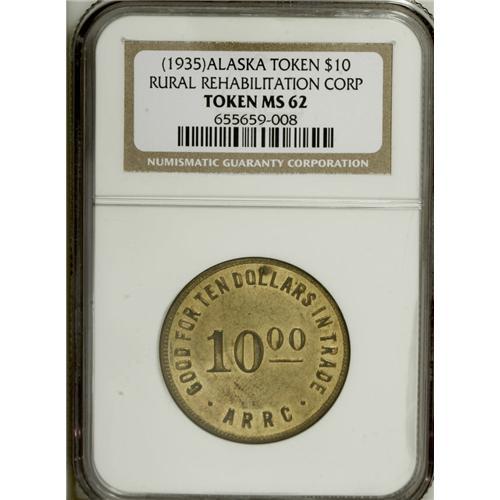 (1935)ALASKA TOKEN $10
RURAL REHABILITATION CORP
TOKEN MS 62
655659-008
NUMISMATIC GUARANTY CORPORATION
GOOD FOR TEN DOLLARS IN TRADE
10 00
· A R R C ·